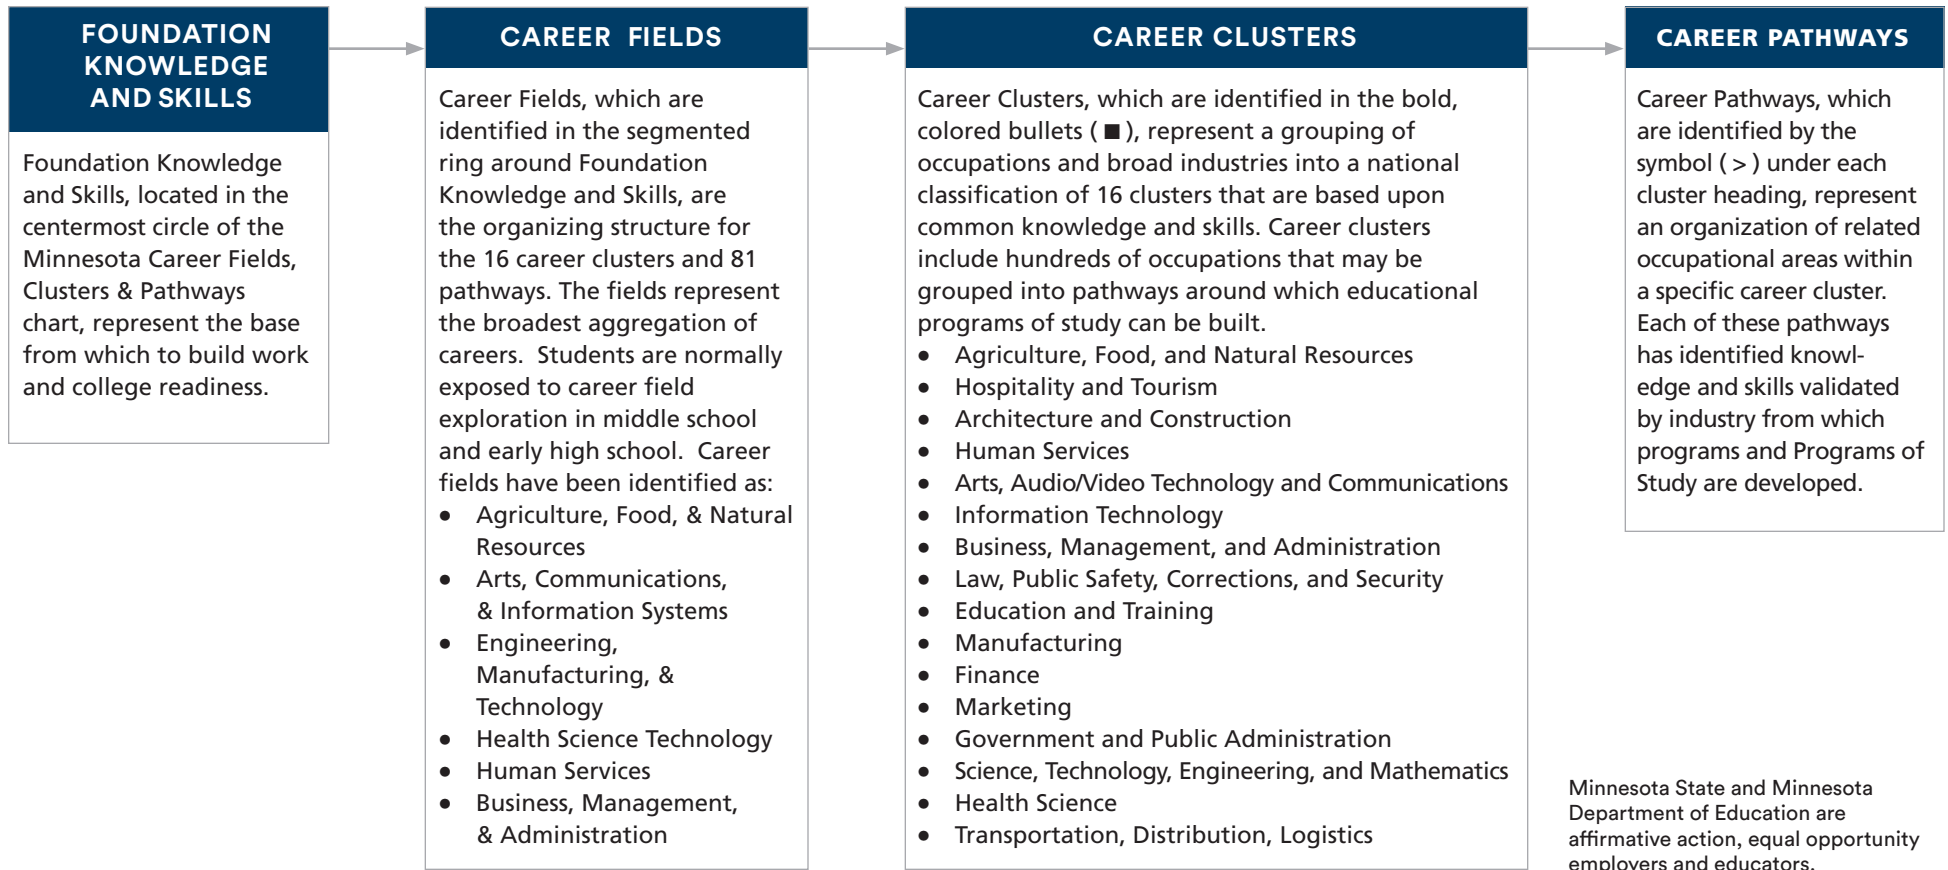 FOUNDATION
KNOWLEDGE
AND SKILLS
Foundation Knowledge
and Skills, located in the
centermost circle of the
Minnesota Career Fields,
Clusters & Pathways
chart, represent the base
from which to build work
and college readiness.
CAREER FIELDS
Career Fields, which are
identified in the segmented
ring around Foundation
Knowledge and Skills, are
the organizing structure for
the 16 career clusters and 81
pathways. The fields represent
the broadest aggregation of
careers. Students are normally
exposed to career field
exploration in middle school
and early high school. Career
fields have been identified as:
• Agriculture, Food, & Natural
Resources
• Arts, Communications,
& Information Systems
• Engineering,
Manufacturing, &
Technology
• Health Science Technology
• Human Services
• Business, Management,
& Administration
CAREER CLUSTERS
Career Clusters, which are identified in the bold,
colored bullets ( ■ ), represent a grouping of
occupations and broad industries into a national
classification of 16 clusters that are based upon
common knowledge and skills. Career clusters
include hundreds of occupations that may be
grouped into pathways around which educational
programs of study can be built.
• Agriculture, Food, and Natural Resources
• Hospitality and Tourism
• Architecture and Construction
• Human Services
• Arts, Audio/Video Technology and Communications
• Information Technology
• Business, Management, and Administration
• Law, Public Safety, Corrections, and Security
• Education and Training
• Manufacturing
• Finance
• Marketing
• Government and Public Administration
• Science, Technology, Engineering, and Mathematics
• Health Science
• Transportation, Distribution, Logistics
CAREER PATHWAYS
Career Pathways, which
are identified by the
symbol ( > ) under each
cluster heading, represent
an organization of related
occupational areas within
a specific career cluster.
Each of these pathways
has identified knowl-
edge and skills validated
by industry from which
programs and Programs of
Study are developed.
Minnesota State and Minnesota
Department of Education are
affirmative action, equal opportunity
employers and educators.